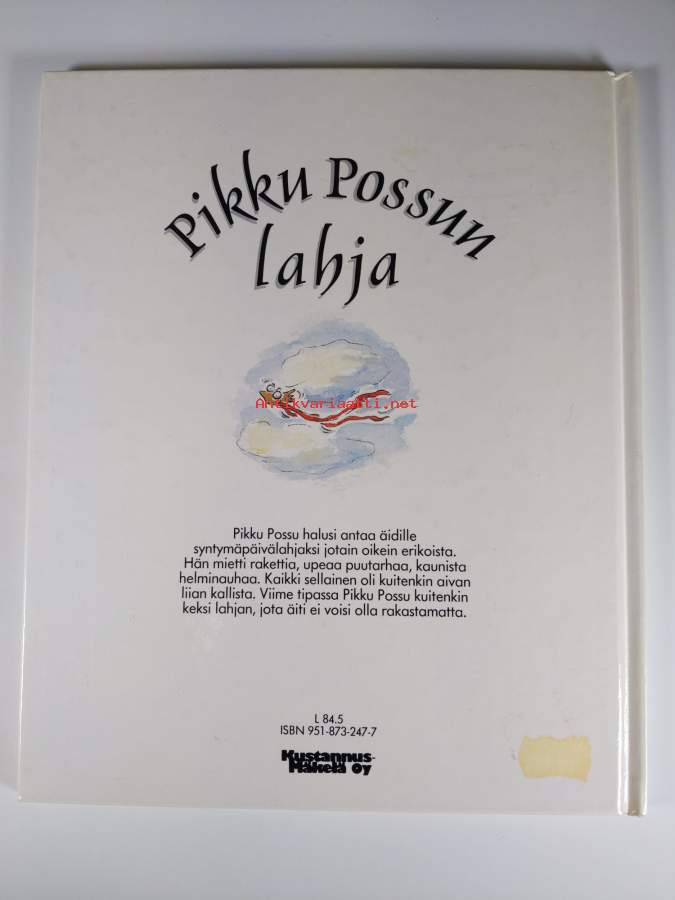 Pikku Possun
lahja
Antikvariaatti.net
Pikku Possu halusi antaa äidille
syntymäpäivälahjaksi jotain oikein erikoista.
Hän mietti rakettia, upeaa puutarhaa, kaunista
helminauhaa. Kaikki sellainen oli kuitenkin aivan
liian kallista. Viime tipassa Pikku Possu kuitenkin
keksi lahjan, jota äiti ei voisi olla rakastamatta.
L 84.5
ISBN 951-873-247-7
Kustannus-
Mäkelä Oy